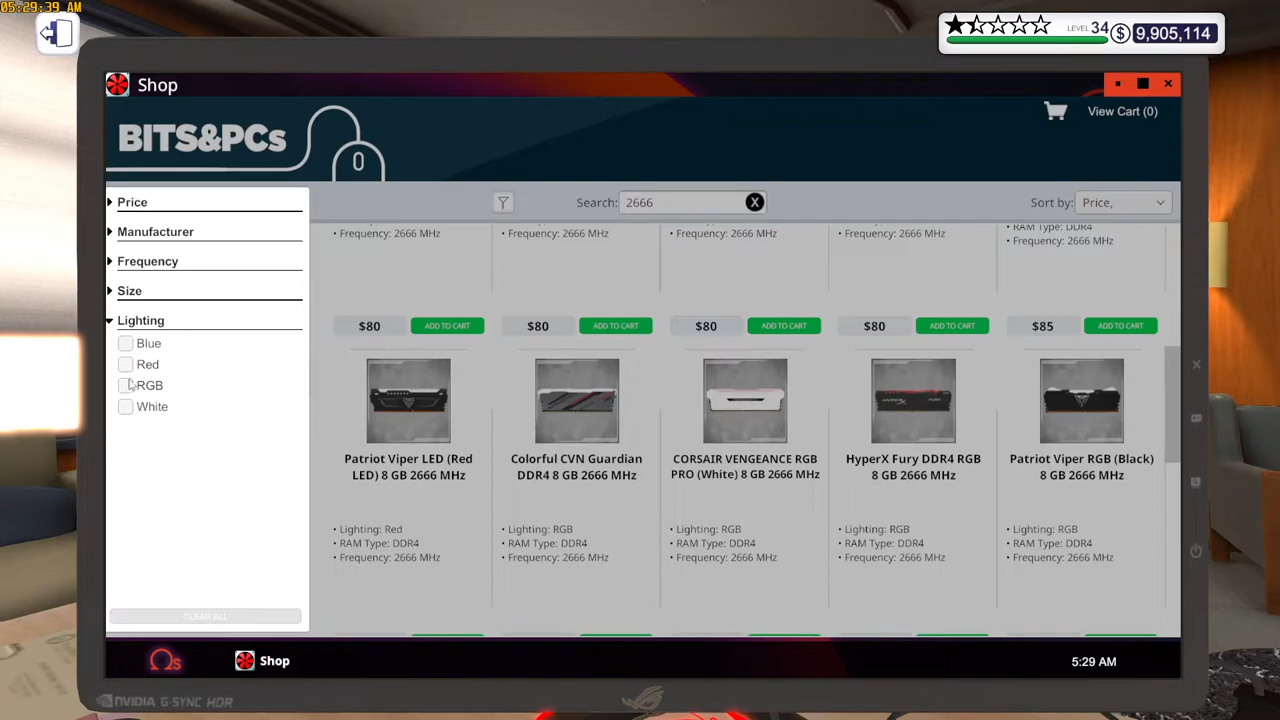 05:29:39 AM
LEVEL 34 $ 9,905,114
Shop
BITS&PCs
View Cart (0)
Price
Manufacturer
Frequency
Size
Lighting
Blue
Red
RGB
White
CLEAR ALL
Search: 2666 X
Sort by: Price,
• Frequency: 2666 MHz
• Frequency: 2666 MHz
• Frequency: 2666 MHz
• Frequency: 2666 MHz
• RAM Type: DDR4
• Frequency: 2666 MHz
$80 ADD TO CART
$80 ADD TO CART
$80 ADD TO CART
$80 ADD TO CART
$85 ADD TO CART
Patriot Viper LED (Red
LED) 8 GB 2666 MHz
• Lighting: Red
• RAM Type: DDR4
• Frequency: 2666 MHz
Colorful CVN Guardian
DDR4 8 GB 2666 MHz
• Lighting: RGB
• RAM Type: DDR4
• Frequency: 2666 MHz
CORSAIR VENGEANCE RGB
PRO (White) 8 GB 2666 MHz
• Lighting: RGB
• RAM Type: DDR4
• Frequency: 2666 MHz
HyperX Fury DDR4 RGB
8 GB 2666 MHz
• Lighting: RGB
• RAM Type: DDR4
• Frequency: 2666 MHz
Patriot Viper RGB (Black)
8 GB 2666 MHz
• Lighting: RGB
• RAM Type: DDR4
• Frequency: 2666 MHz
Ωs
Shop
5:29 AM
NVIDIA G-SYNC HDR